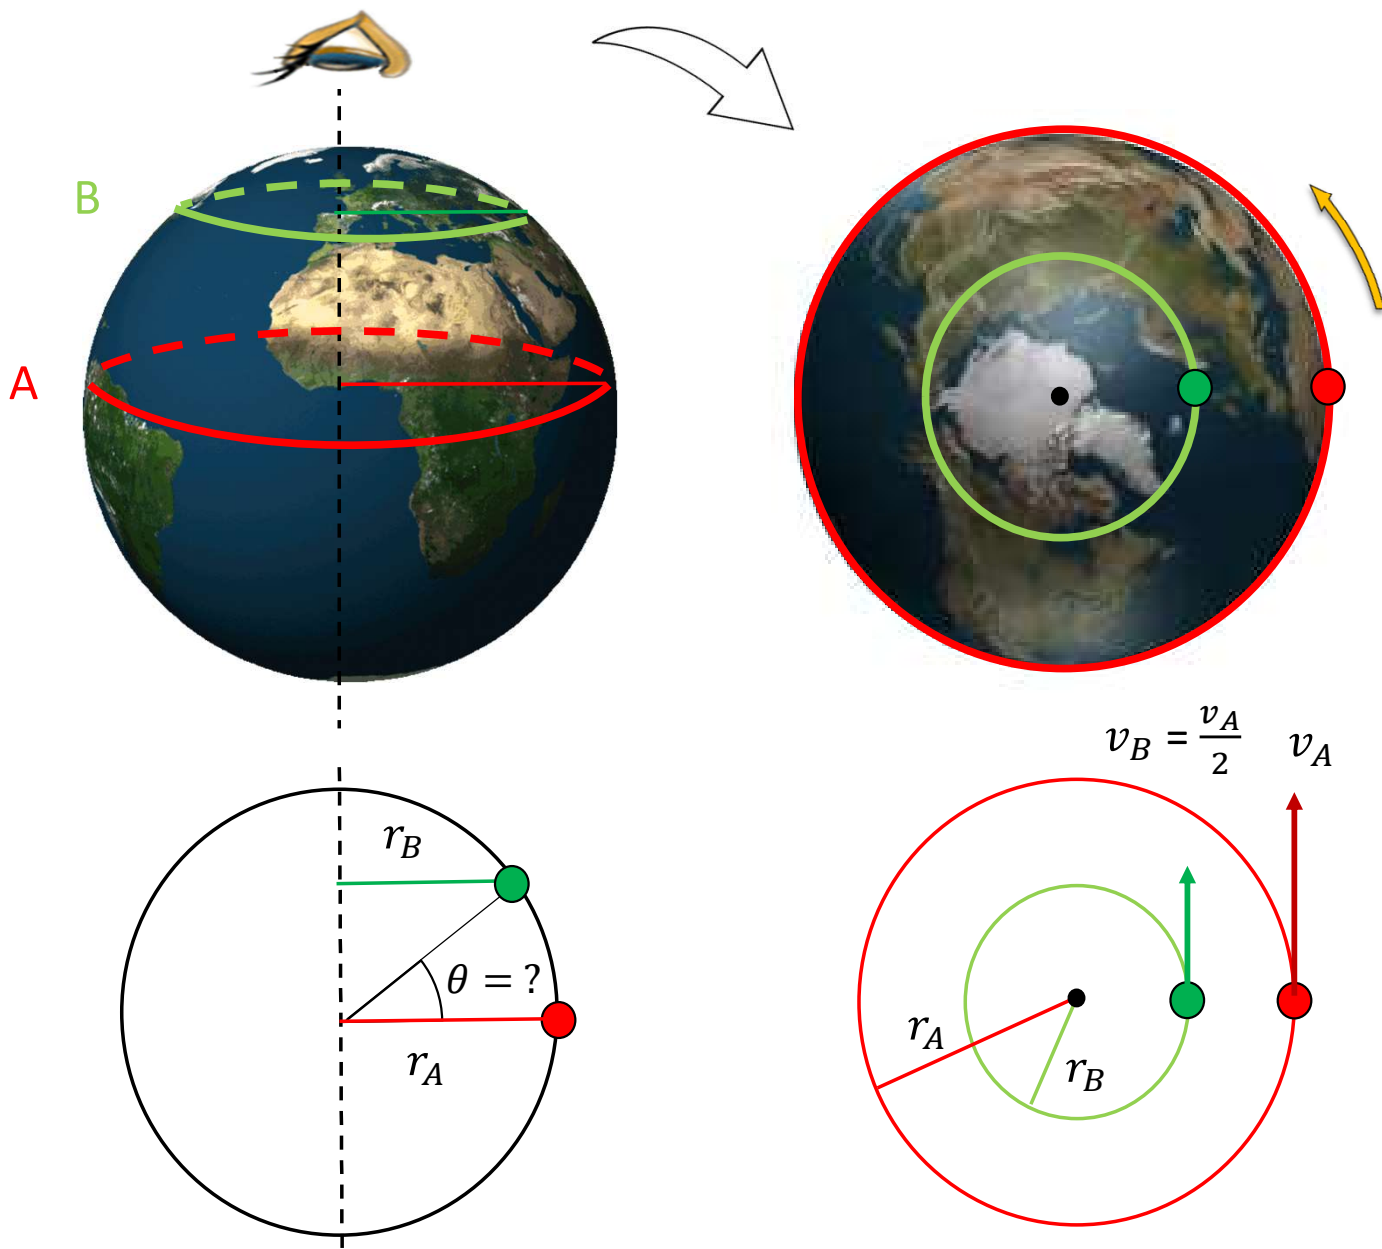 B
A
v_B = v_A/2
v_A
r_B
θ = ?
r_A
r_A
r_B